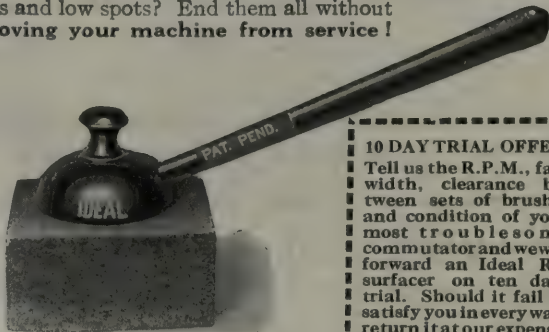 s and low spots? End them all without
oving your machine from service!
PAT. PEND.
IDEAL
10 DAY TRIAL OFFE
Tell us the R.P.M., fa
width, clearance b
tween sets of brush
and condition of yo
most troubleson
commutator and we w
forward an Ideal R
surfacer on ten da
trial. Should it fail
satisfy you in every wa
return it at our expen